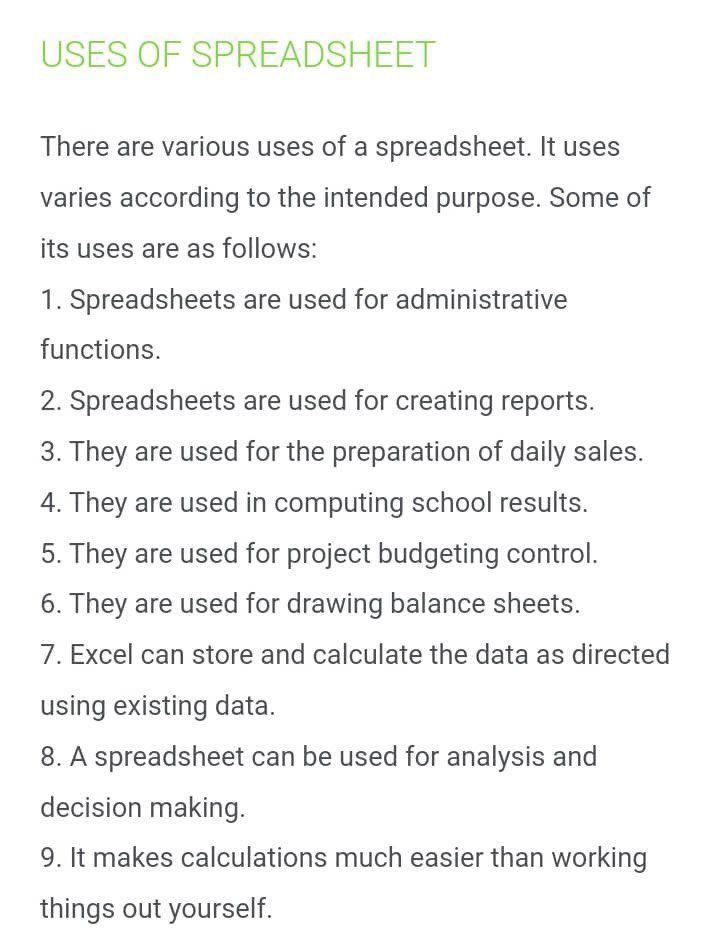 USES OF SPREADSHEET
There are various uses of a spreadsheet. It uses
varies according to the intended purpose. Some of
its uses are as follows:
1. Spreadsheets are used for administrative
functions.
2. Spreadsheets are used for creating reports.
3. They are used for the preparation of daily sales.
4. They are used in computing school results.
5. They are used for project budgeting control.
6. They are used for drawing balance sheets.
7. Excel can store and calculate the data as directed
using existing data.
8. A spreadsheet can be used for analysis and
decision making.
9. It makes calculations much easier than working
things out yourself.